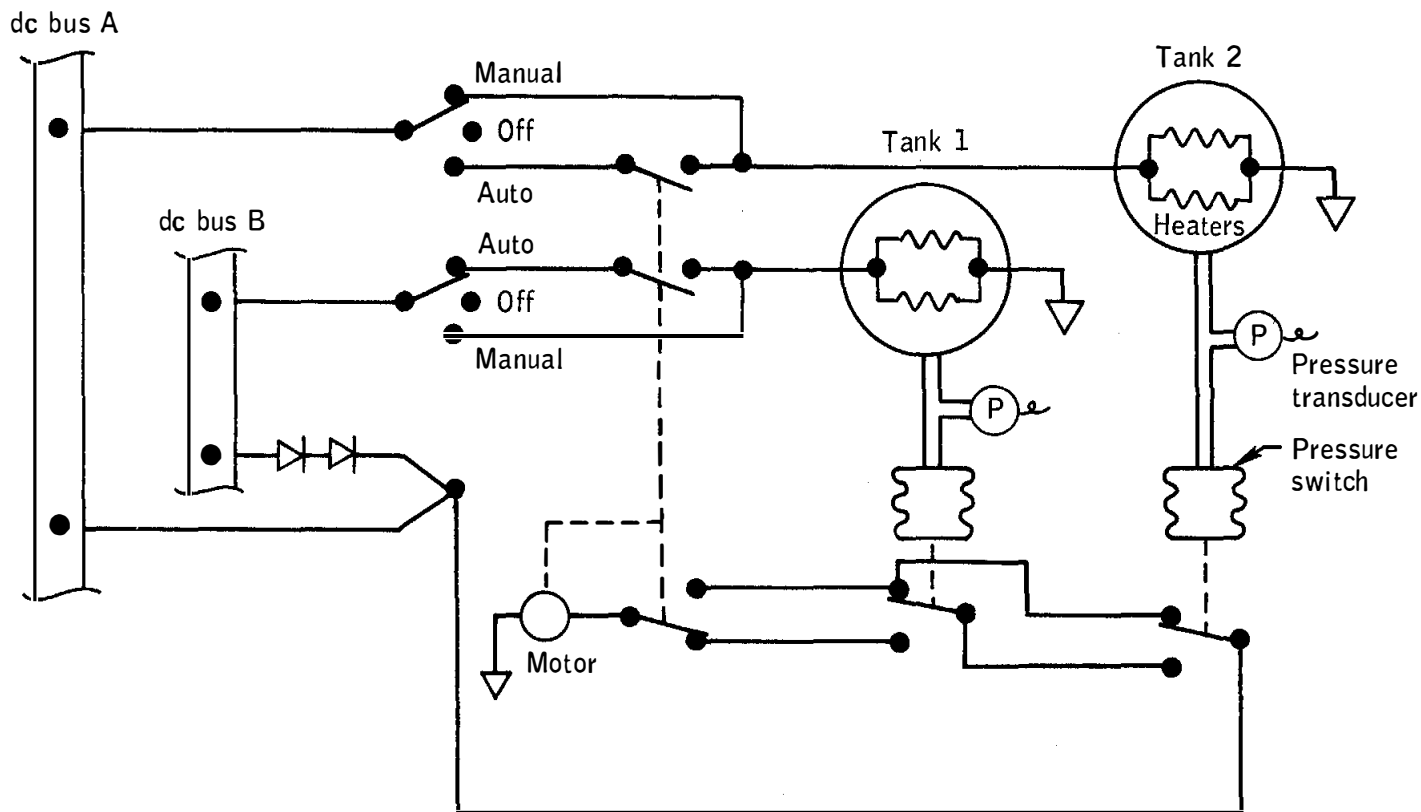 dc bus A
Manual
Off
Auto
Tank 1
Tank 2
Heaters
dc bus B
Auto
Off
Manual
P
Pressure
transducer
P
Pressure
switch
Motor